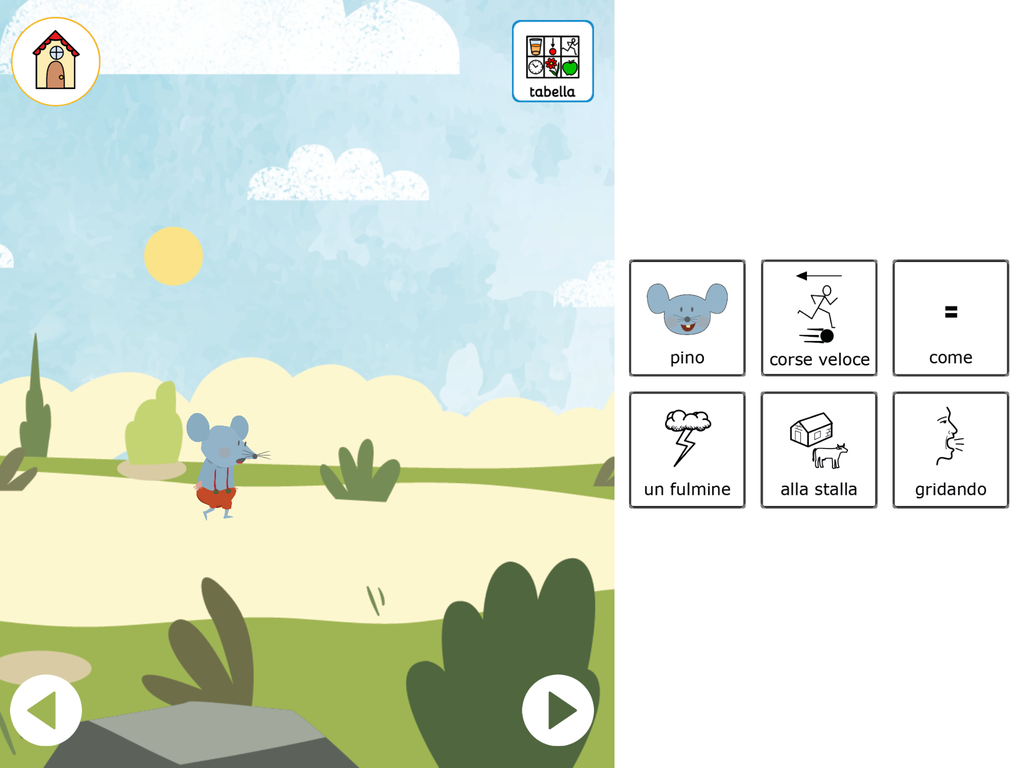 tabella
pino
corse veloce
come
un fulmine
alla stalla
gridando